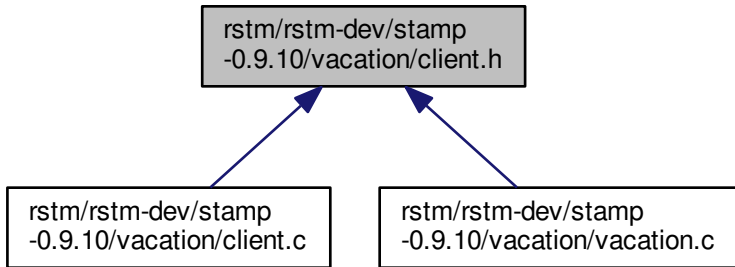 rstm/rstm-dev/stamp
-0.9.10/vacation/client.h
rstm/rstm-dev/stamp
-0.9.10/vacation/client.c
rstm/rstm-dev/stamp
-0.9.10/vacation/vacation.c